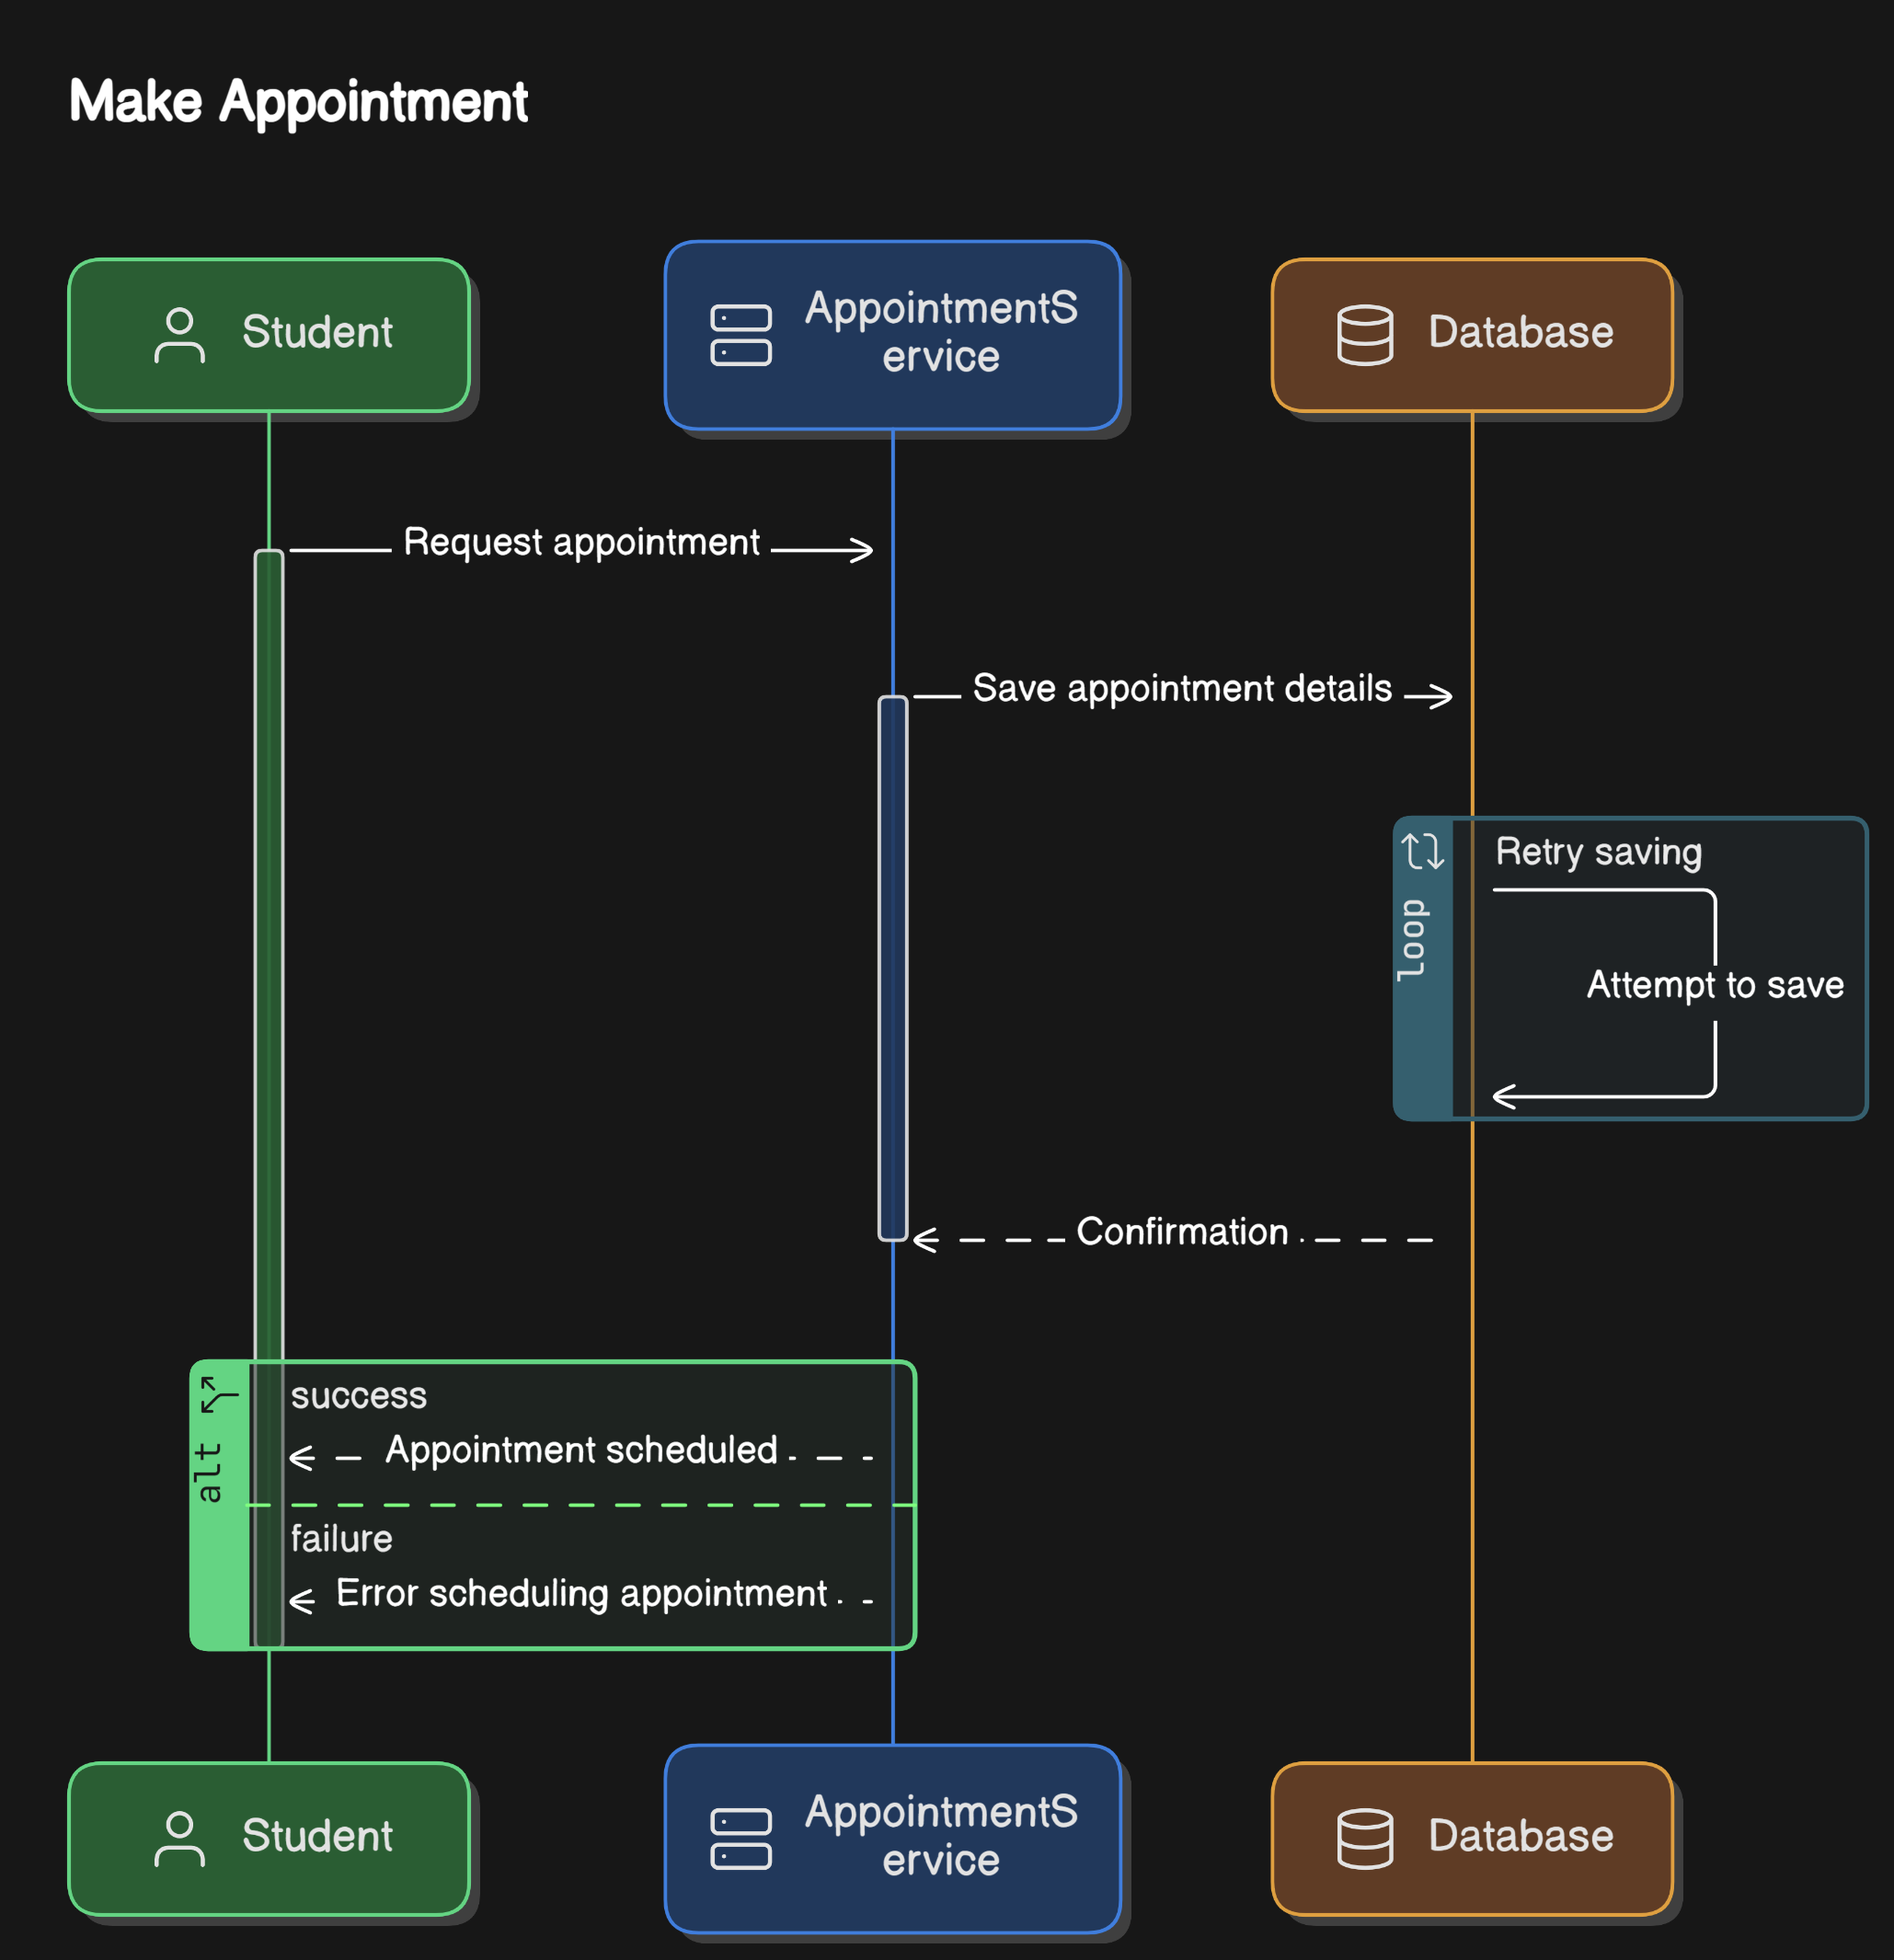 Make Appointment
Student
AppointmentS
ervice
Database
Request appointment
Save appointment details
loop
Retry saving
Attempt to save
Confirmation
alt
success
Appointment scheduled
failure
Error scheduling appointment
Student
AppointmentS
ervice
Database